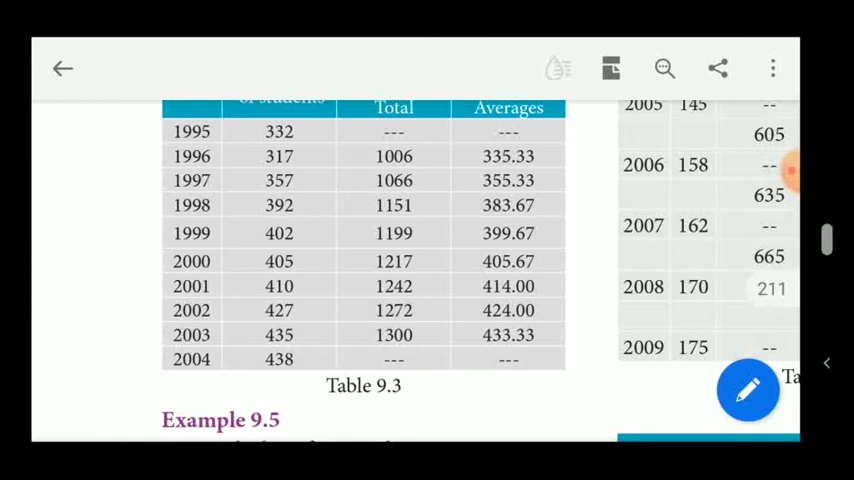 of students Total Averages
1995 332 --- ---
1996 317 1006 335.33
1997 357 1066 355.33
1998 392 1151 383.67
1999 402 1199 399.67
2000 405 1217 405.67
2001 410 1242 414.00
2002 427 1272 424.00
2003 435 1300 433.33
2004 438 --- ---
Table 9.3
Example 9.5
2005 145 --
605
2006 158 --
635
2007 162 --
665
2008 170
211
2009 175 --
Ta